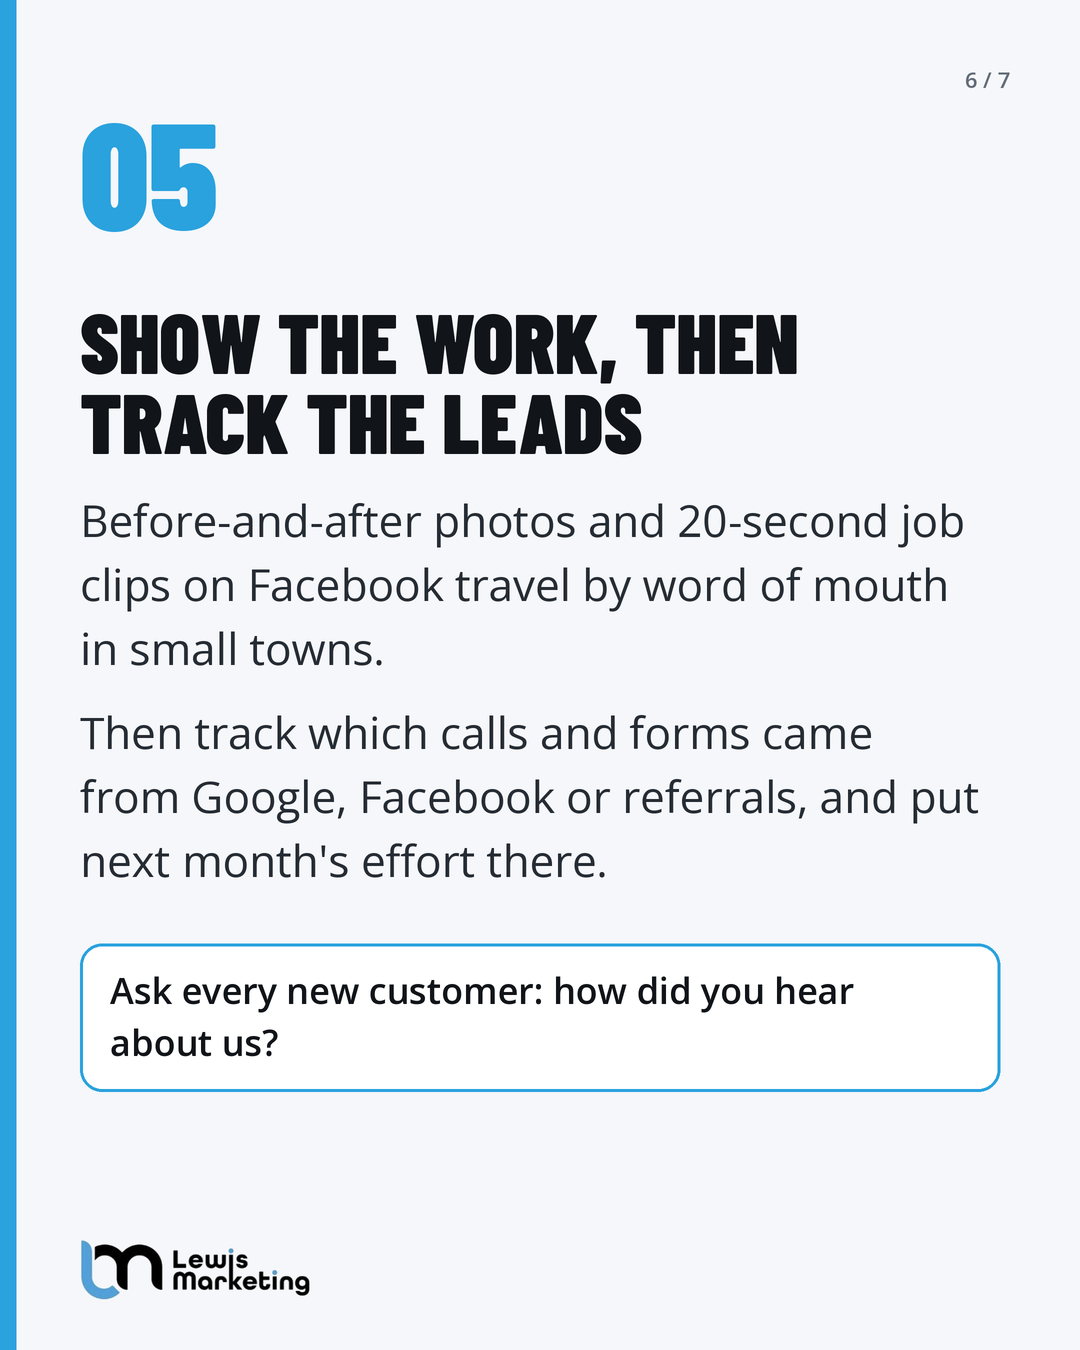 6 / 7
05
SHOW THE WORK, THEN
TRACK THE LEADS
Before-and-after photos and 20-second job
clips on Facebook travel by word of mouth
in small towns.
Then track which calls and forms came
from Google, Facebook or referrals, and put
next month's effort there.
Ask every new customer: how did you hear
about us?
Lewis
Marketing